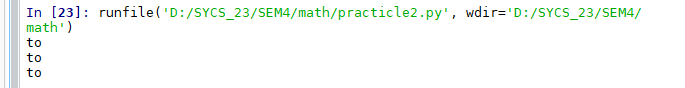 In [23]: runfile('D:/SYCS_23/SEM4/math/practicle2.py', wdir='D:/SYCS_23/SEM4/
math')
to
to
to